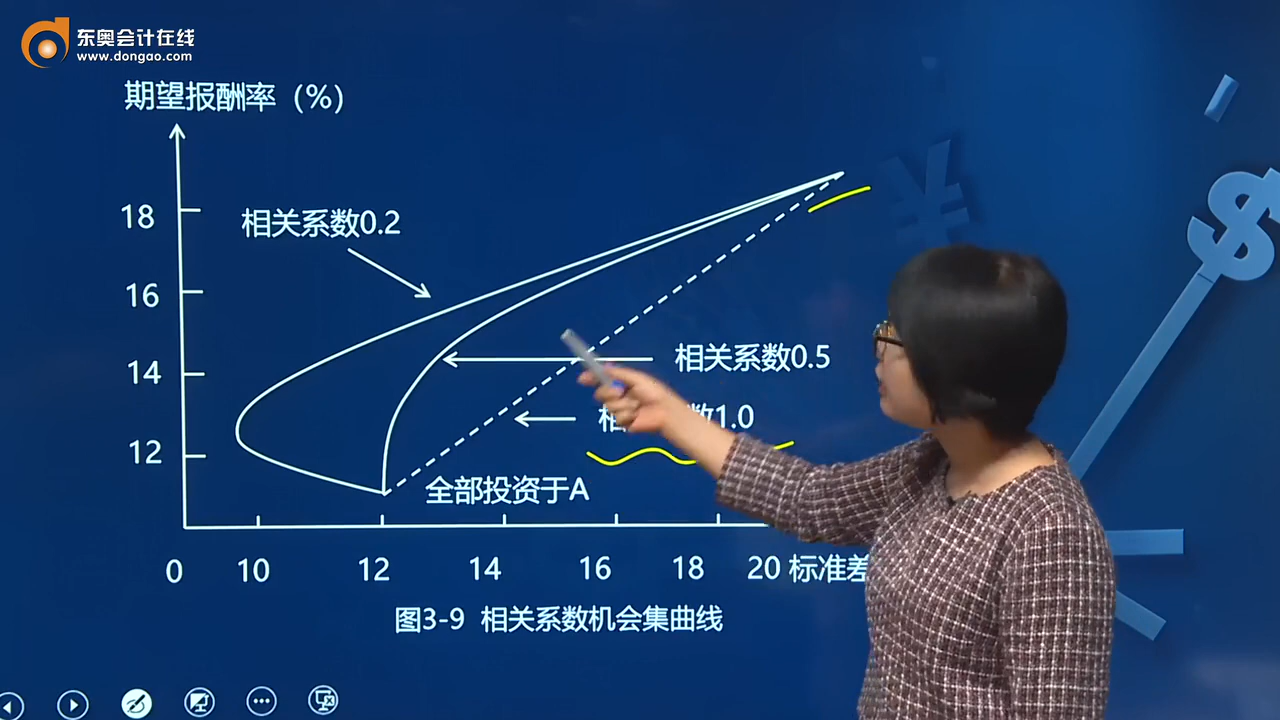 东奥会计在线
www.dongao.com
期望报酬率（%）
18
相关系数0.2
16
14
相关系数0.5
相 数1.0
12
全部投资于A
0 10 12 14 16 18 20 标准差
图3-9 相关系数机会集曲线
¥
$